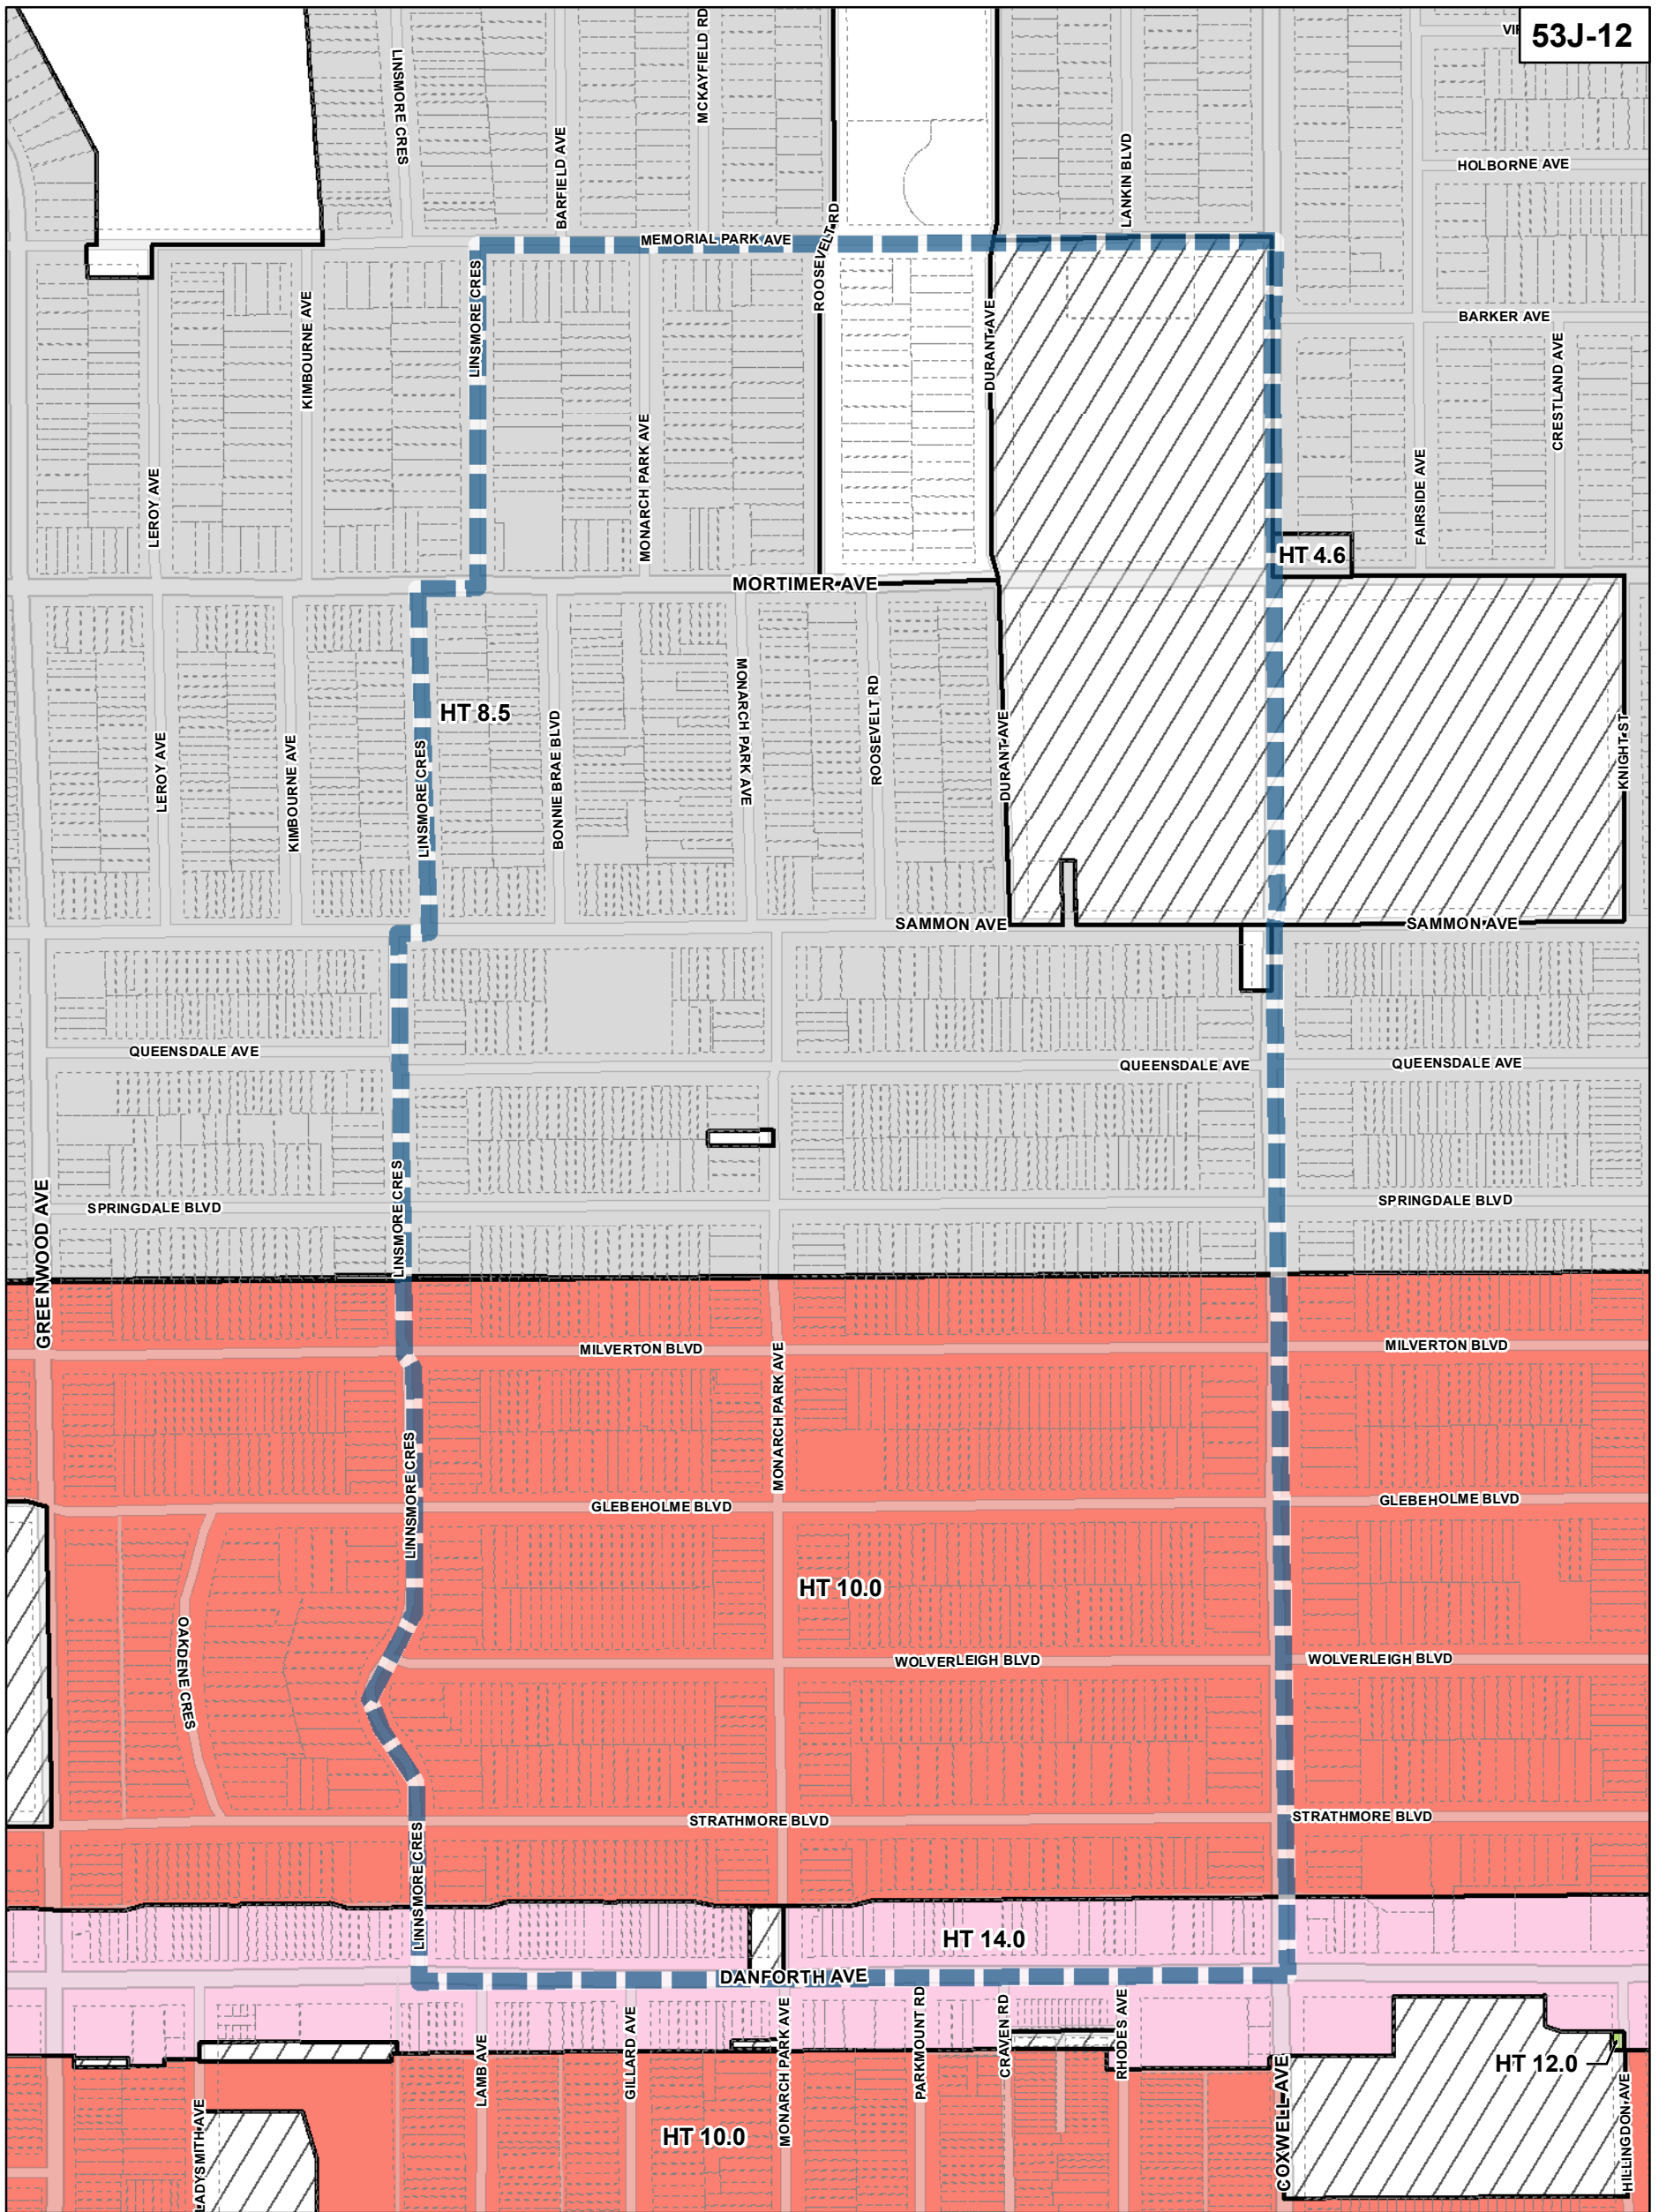 53J-12
VIF
LINSMORE CRES
MCKAYFIELD RD
BARFIELD AVE
LANKIN BLVD
HOLBORNE AVE
MEMORIAL PARK AVE
ROOSEVELT RD
LINSMORE CRES
KIMBOURNE AVE
DURANT AVE
BARKER AVE
CRESTLAND AVE
LEROY AVE
MONARCH PARK AVE
FAIRSIDE AVE
HT 4.6
MORTIMER AVE
HT 8.5
LEROY AVE
KIMBOURNE AVE
LINSMORE CRES
BONNIE BRAE BLVD
MONARCH PARK AVE
ROOSEVELT RD
DURANT AVE
KNIGHT ST
SAMMON AVE
SAMMON AVE
QUEENSDALE AVE
QUEENSDALE AVE
QUEENSDALE AVE
GREENWOOD AVE
SPRINGDALE BLVD
LINSMORE CRES
SPRINGDALE BLVD
MILVERTON BLVD
MONARCH PARK AVE
MILVERTON BLVD
LINNSMORE CRES
GLEBEHOLME BLVD
GLEBEHOLME BLVD
HT 10.0
OAKDENE CRES
WOLVERLEIGH BLVD
WOLVERLEIGH BLVD
STRATHMORE BLVD
STRATHMORE BLVD
LINNSMORE CRES
HT 14.0
DANFORTH AVE
LADYSMITH AVE
LAMB AVE
GILLARD AVE
MONARCH PARK AVE
PARKMOUNT RD
CRAVEN RD
RHODES AVE
COXWELL AVE
HT 12.0
HILLINGDON AVE
HT 10.0